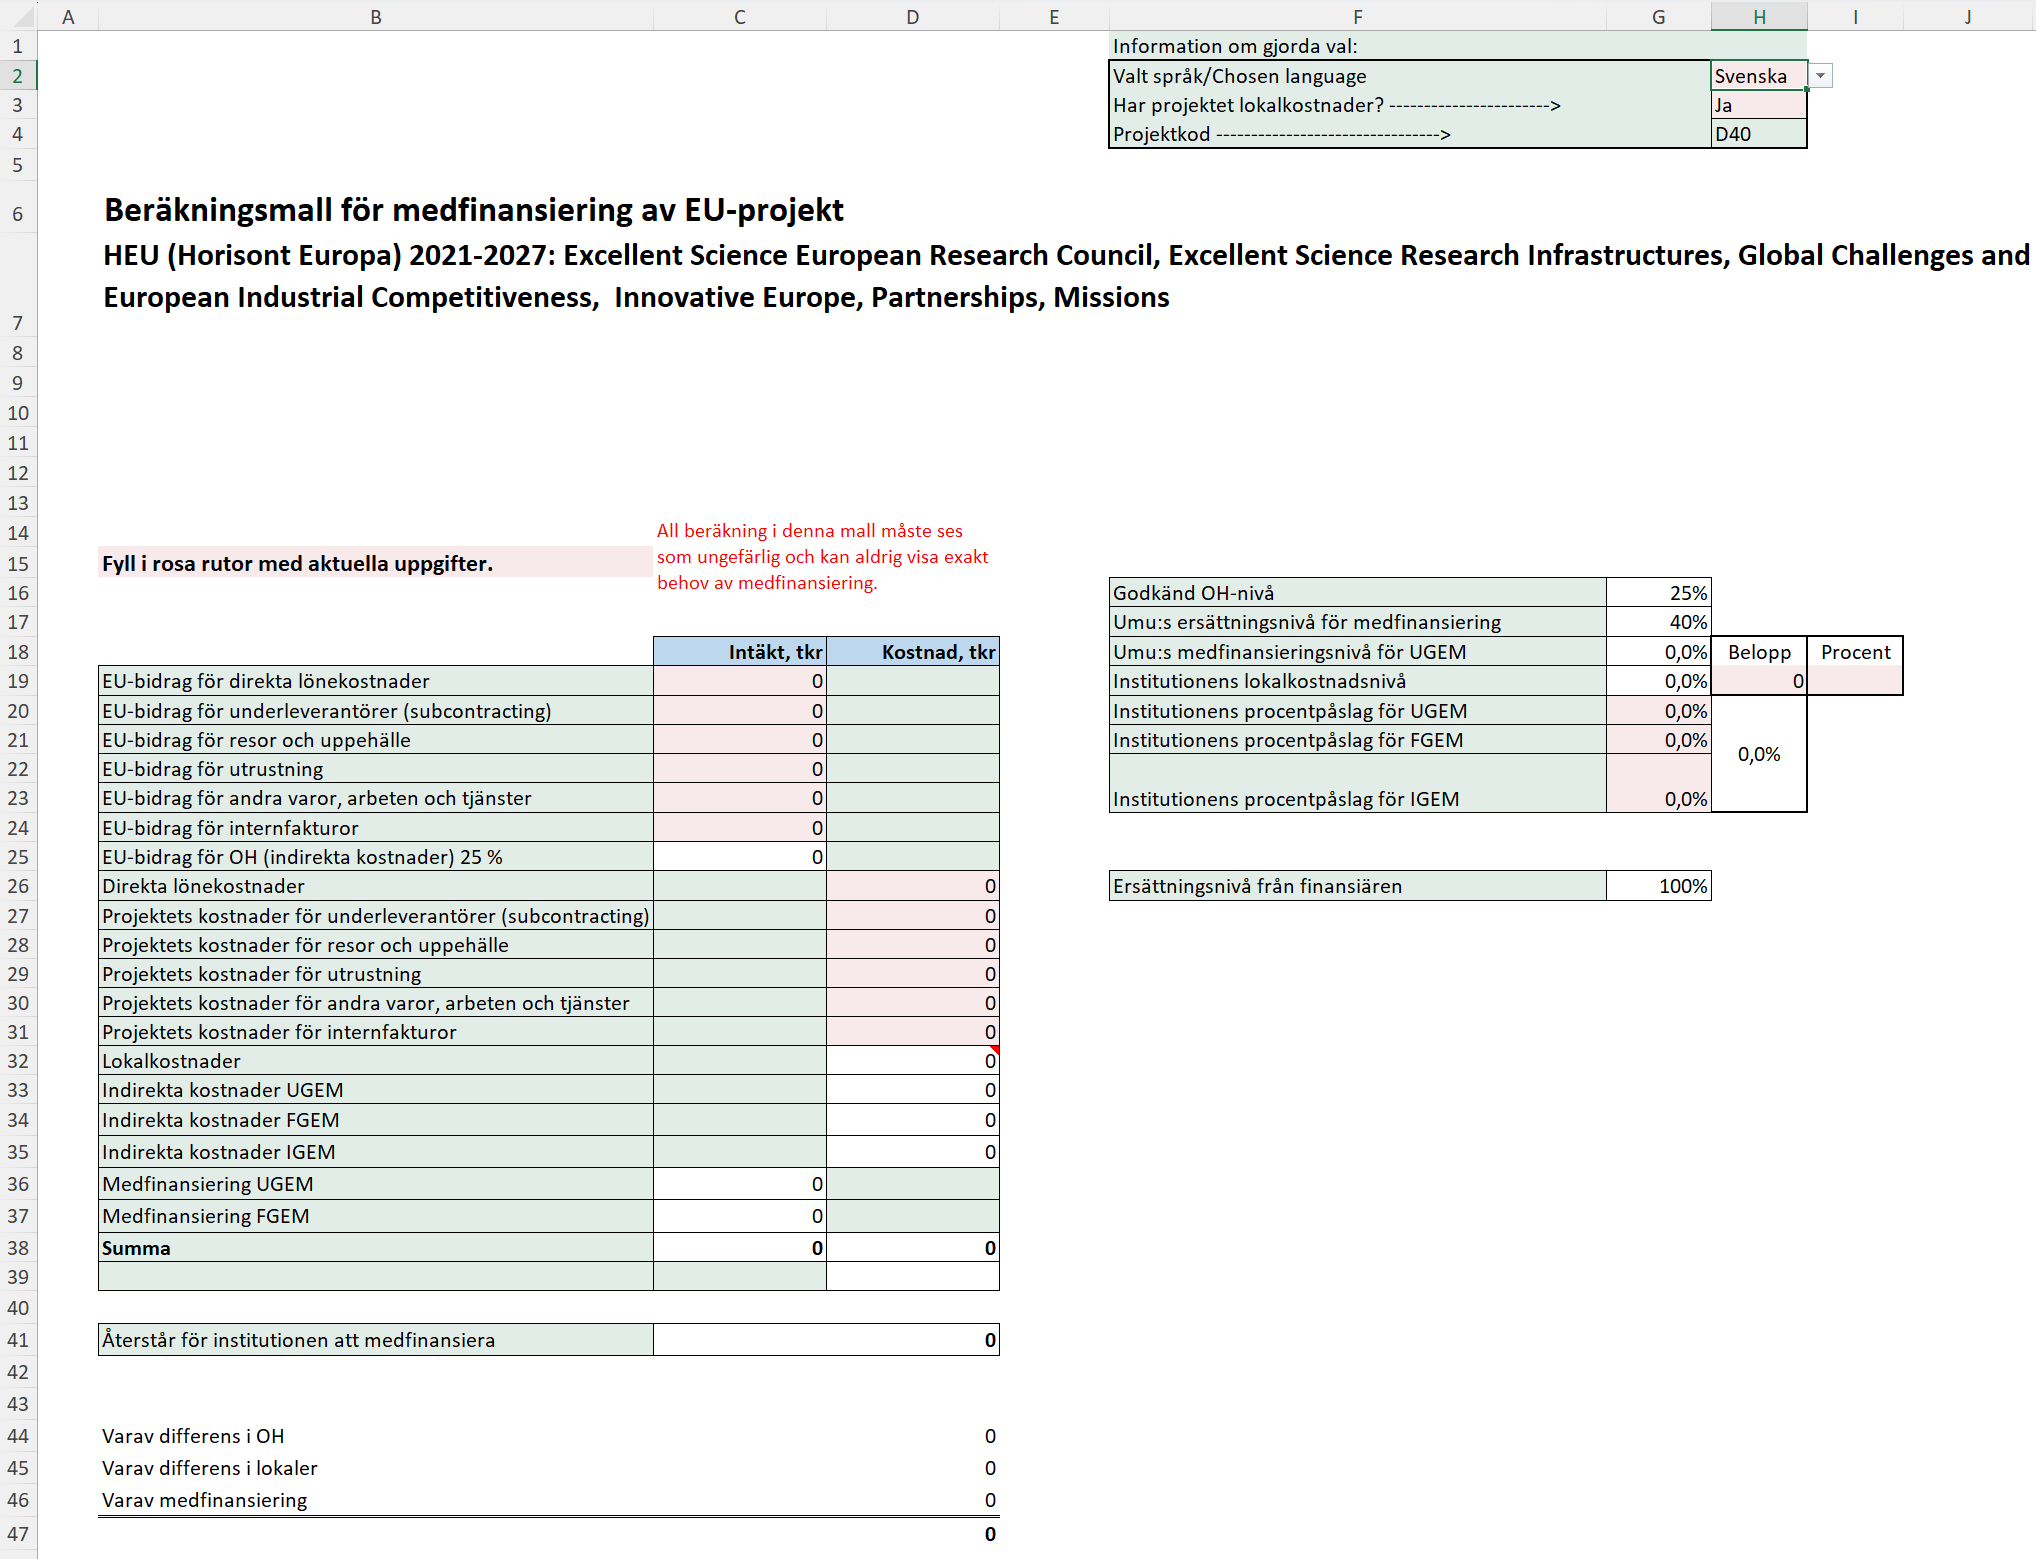 A B C D E F G H I J
1 Information om gjorda val:
2 Valt språk/Chosen language Svenska
3 Har projektet lokalkostnader? -----------------------> Ja
4 Projektkod --------------------------------> D40
5
6 Beräkningsmall för medfinansiering av EU-projekt
HEU (Horisont Europa) 2021-2027: Excellent Science European Research Council, Excellent Science Research Infrastructures, Global Challenges and
7 European Industrial Competitiveness, Innovative Europe, Partnerships, Missions
8
9
10
11
12
13
14 All beräkning i denna mall måste ses
15 Fyll i rosa rutor med aktuella uppgifter. som ungefärlig och kan aldrig visa exakt
behov av medfinansiering.
16 Godkänd OH-nivå 25%
17 Umu:s ersättningsnivå för medfinansiering 40%
18 Intäkt, tkr Kostnad, tkr Umu:s medfinansieringsnivå för UGEM 0,0% Belopp Procent
19 EU-bidrag för direkta lönekostnader 0 Institutionens lokalkostnadsnivå 0,0% 0
20 EU-bidrag för underleverantörer (subcontracting) 0 Institutionens procentpåslag för UGEM 0,0%
21 EU-bidrag för resor och uppehälle 0 Institutionens procentpåslag för FGEM 0,0%
22 EU-bidrag för utrustning 0 0,0%
23 EU-bidrag för andra varor, arbeten och tjänster 0 Institutionens procentpåslag för IGEM 0,0%
24 EU-bidrag för internfakturor 0
25 EU-bidrag för OH (indirekta kostnader) 25 % 0
26 Direkta lönekostnader 0 Ersättningsnivå från finansiären 100%
27 Projektets kostnader för underleverantörer (subcontracting) 0
28 Projektets kostnader för resor och uppehälle 0
29 Projektets kostnader för utrustning 0
30 Projektets kostnader för andra varor, arbeten och tjänster 0
31 Projektets kostnader för internfakturor 0
32 Lokalkostnader 0
33 Indirekta kostnader UGEM 0
34 Indirekta kostnader FGEM 0
35 Indirekta kostnader IGEM 0
36 Medfinansiering UGEM 0
37 Medfinansiering FGEM 0
38 Summa 0 0
39
40
41 Återstår för institutionen att medfinansiera 0
42
43
44 Varav differens i OH 0
45 Varav differens i lokaler 0
46 Varav medfinansiering 0
47 0